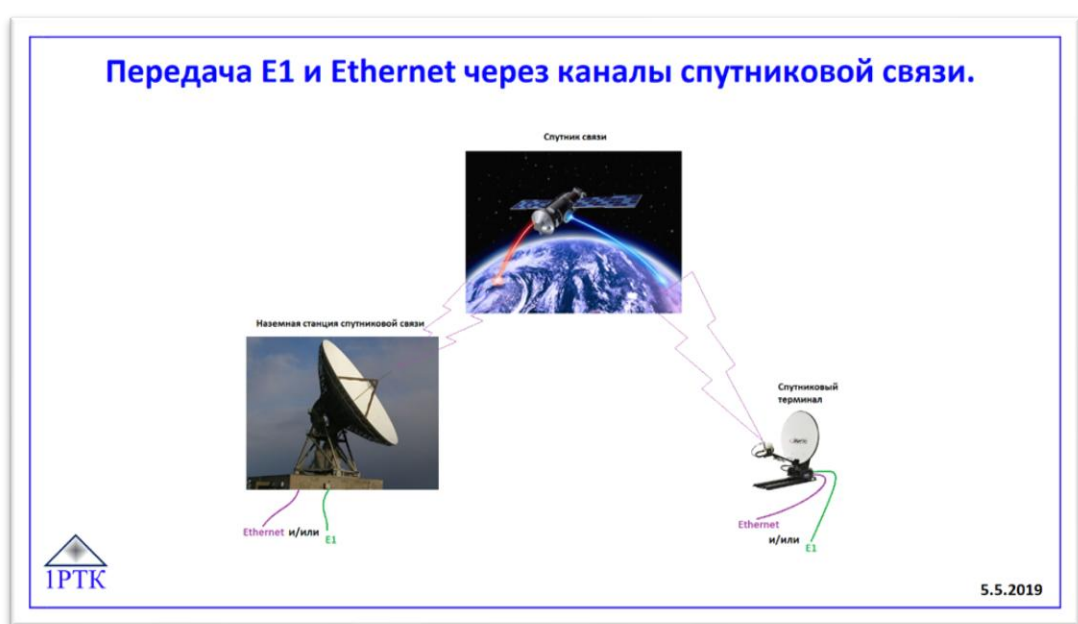 Передача E1 и Ethernet через каналы спутниковой связи.
Спутник связи
Наземная станция спутниковой связи
Спутниковый
терминал
Ethernet и/или E1
Ethernet
и/или E1
1РТК
5.5.2019